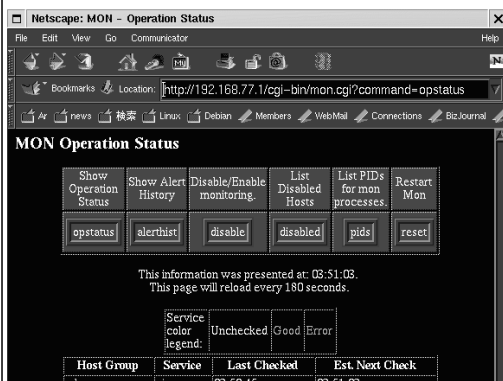 Netscape: MON - Operation Status
File Edit View Go Communicator Help
Bookmarks Location: http://192.168.77.1/cgi-bin/mon.cgi?command=opstatus
Ar news 検索 Linux Debian Members WebMail Connections BizJournal
MON Operation Status
Show Operation Status Show Alert History Disable/Enable monitoring. List Disabled Hosts List PIDs for mon processes. Restart Mon
opstatus alerthist disable disabled pids reset
This information was presented at: 03:51:03.
This page will reload every 180 seconds.
Service color legend: Unchecked Good Error
Host Group Service Last Checked Est. Next Check